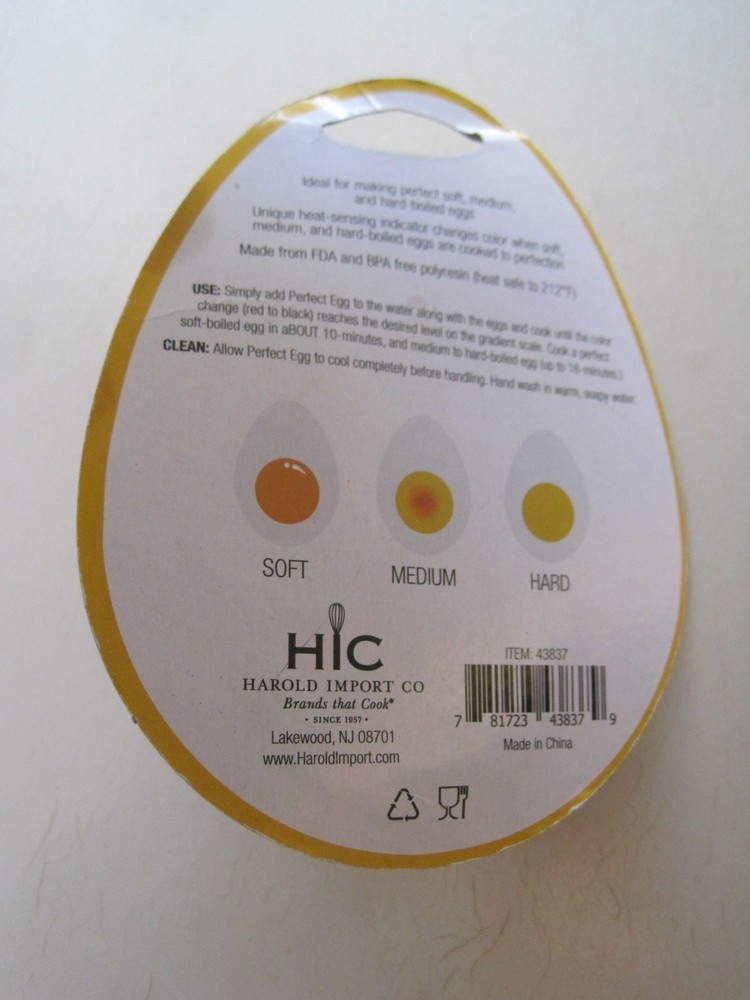 Ideal for making perfect soft, medium,
and hard-boiled eggs
Unique heat-sensing indicator changes color when soft,
medium, and hard-boiled eggs are cooked to perfection
Made from FDA and BPA free polyresin (heat safe to 212°F)
USE: Simply add Perfect Egg to the water along with the eggs and cook until the color
change (red to black) reaches the desired level on the gradient scale. Cook a perfect
soft-boiled egg in aBOUT 10-minutes, and medium to hard-boiled egg (up to 18-minutes.)
CLEAN: Allow Perfect Egg to cool completely before handling. Hand wash in warm, soapy water.
SOFT
MEDIUM
HARD
HIC
HAROLD IMPORT CO
Brands that Cook®
• SINCE 1957 •
Lakewood, NJ 08701
www.HaroldImport.com
ITEM: 43837
7 81723 43837 9
Made in China